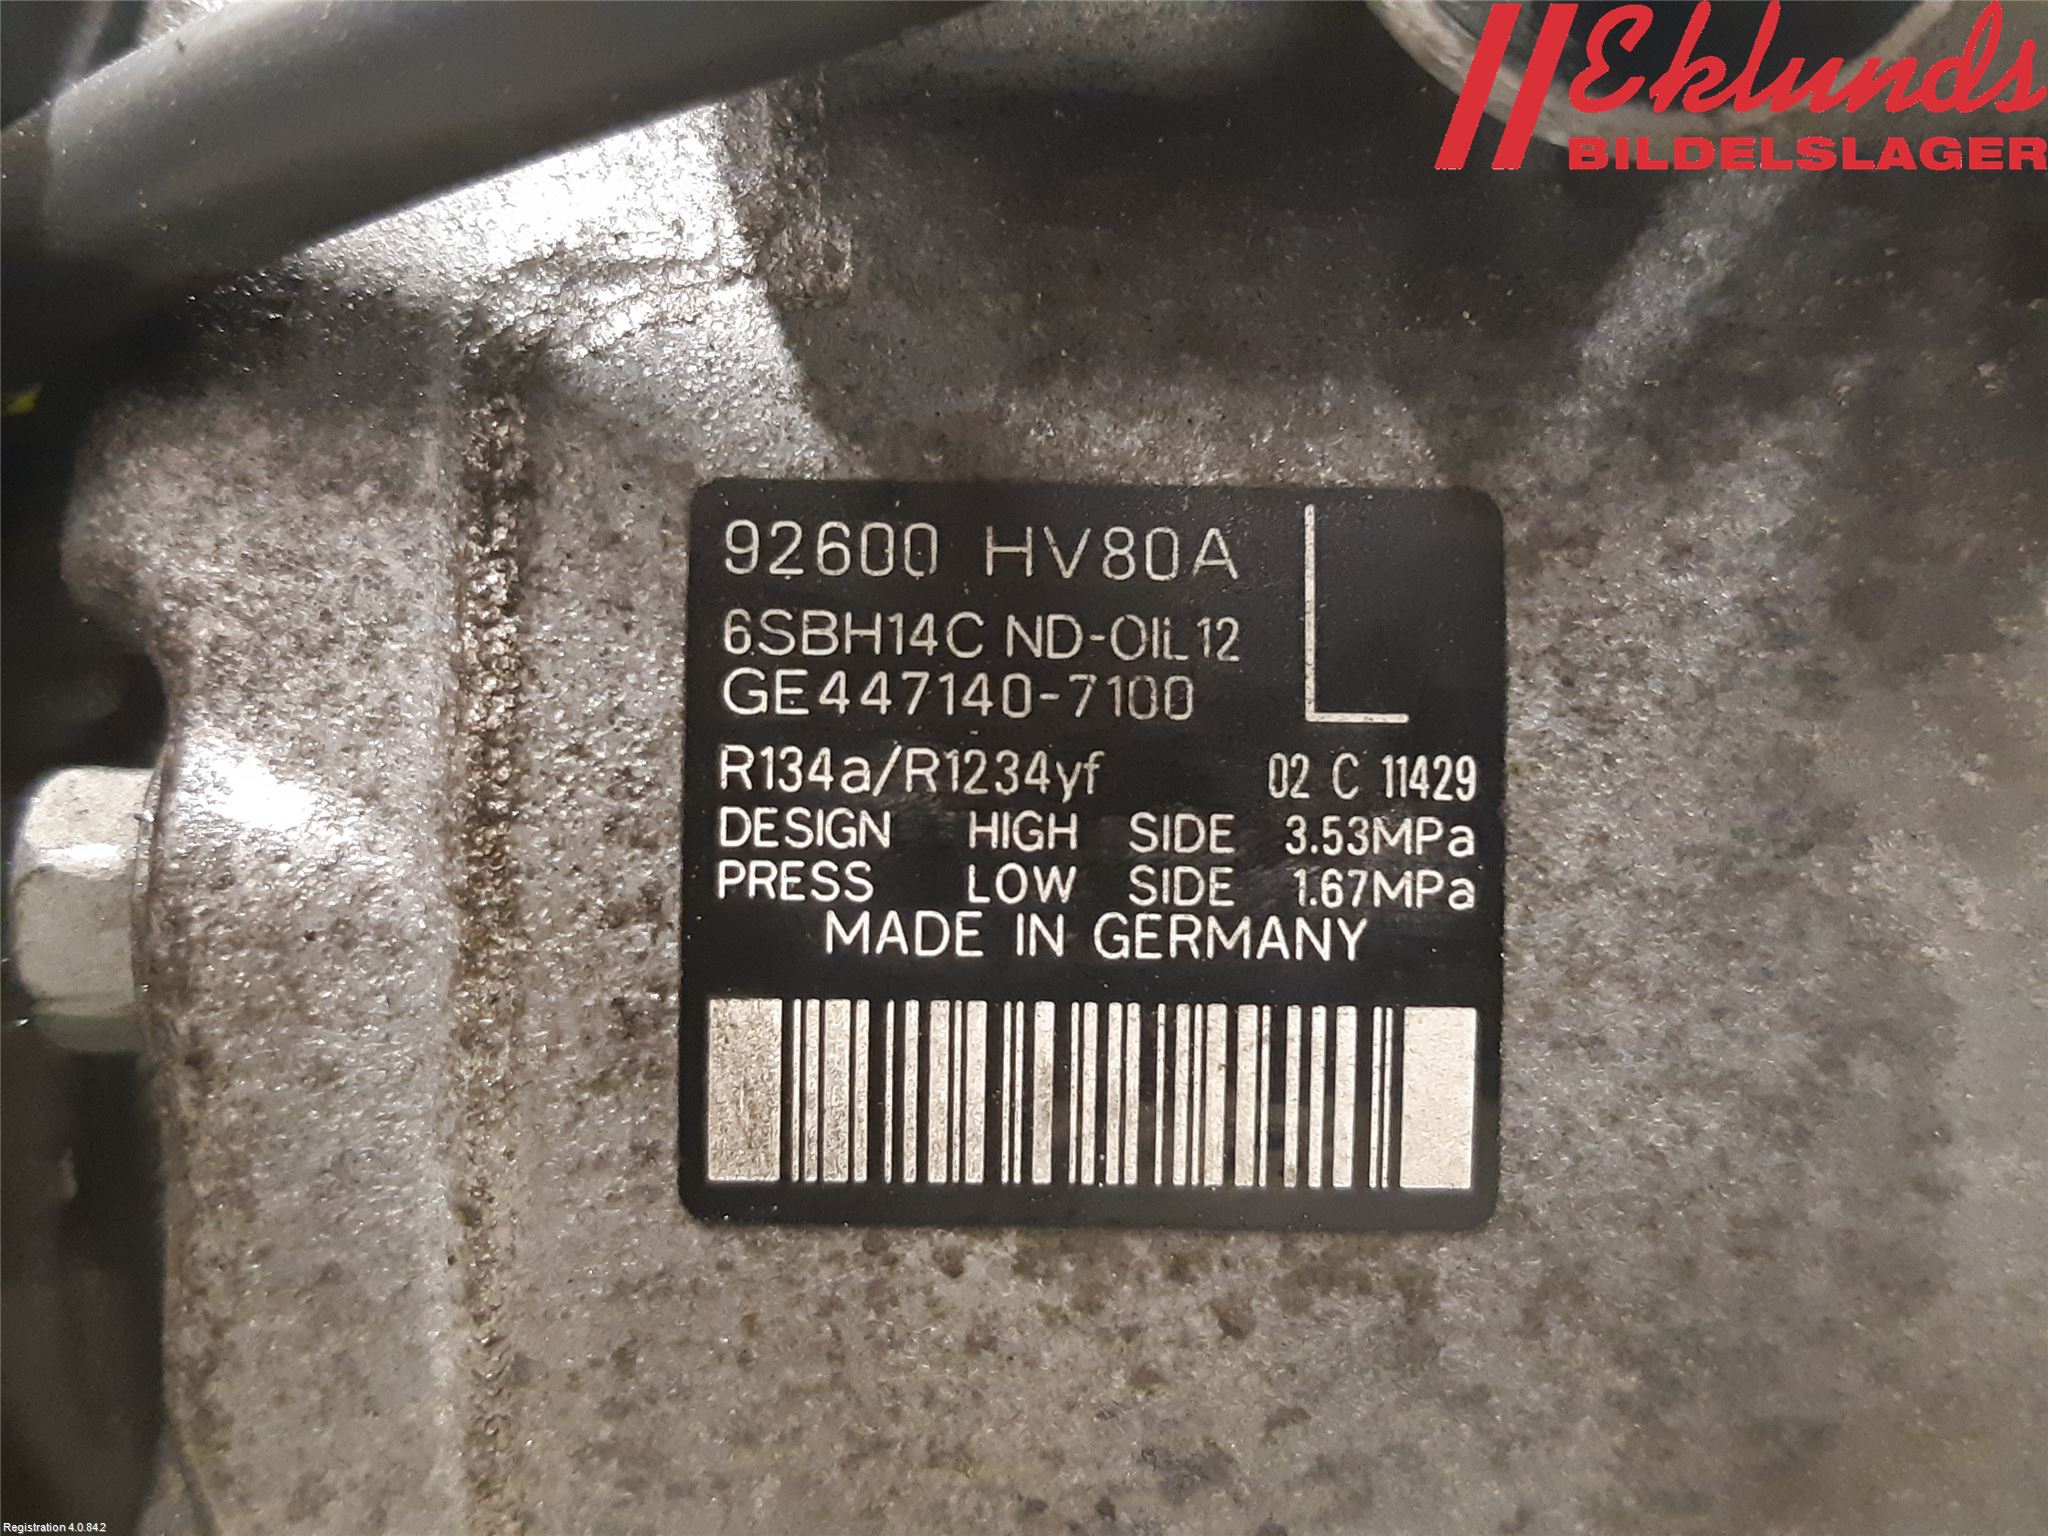 Eklunds
BILDELSLAGER
92600 HV80A L
6SBH14C ND-OIL12
GE447140-7100
R134a/R1234yf 02 C 11429
DESIGN HIGH SIDE 3.53MPa
PRESS LOW SIDE 1.67MPa
MADE IN GERMANY
Registration 4.0.84.2